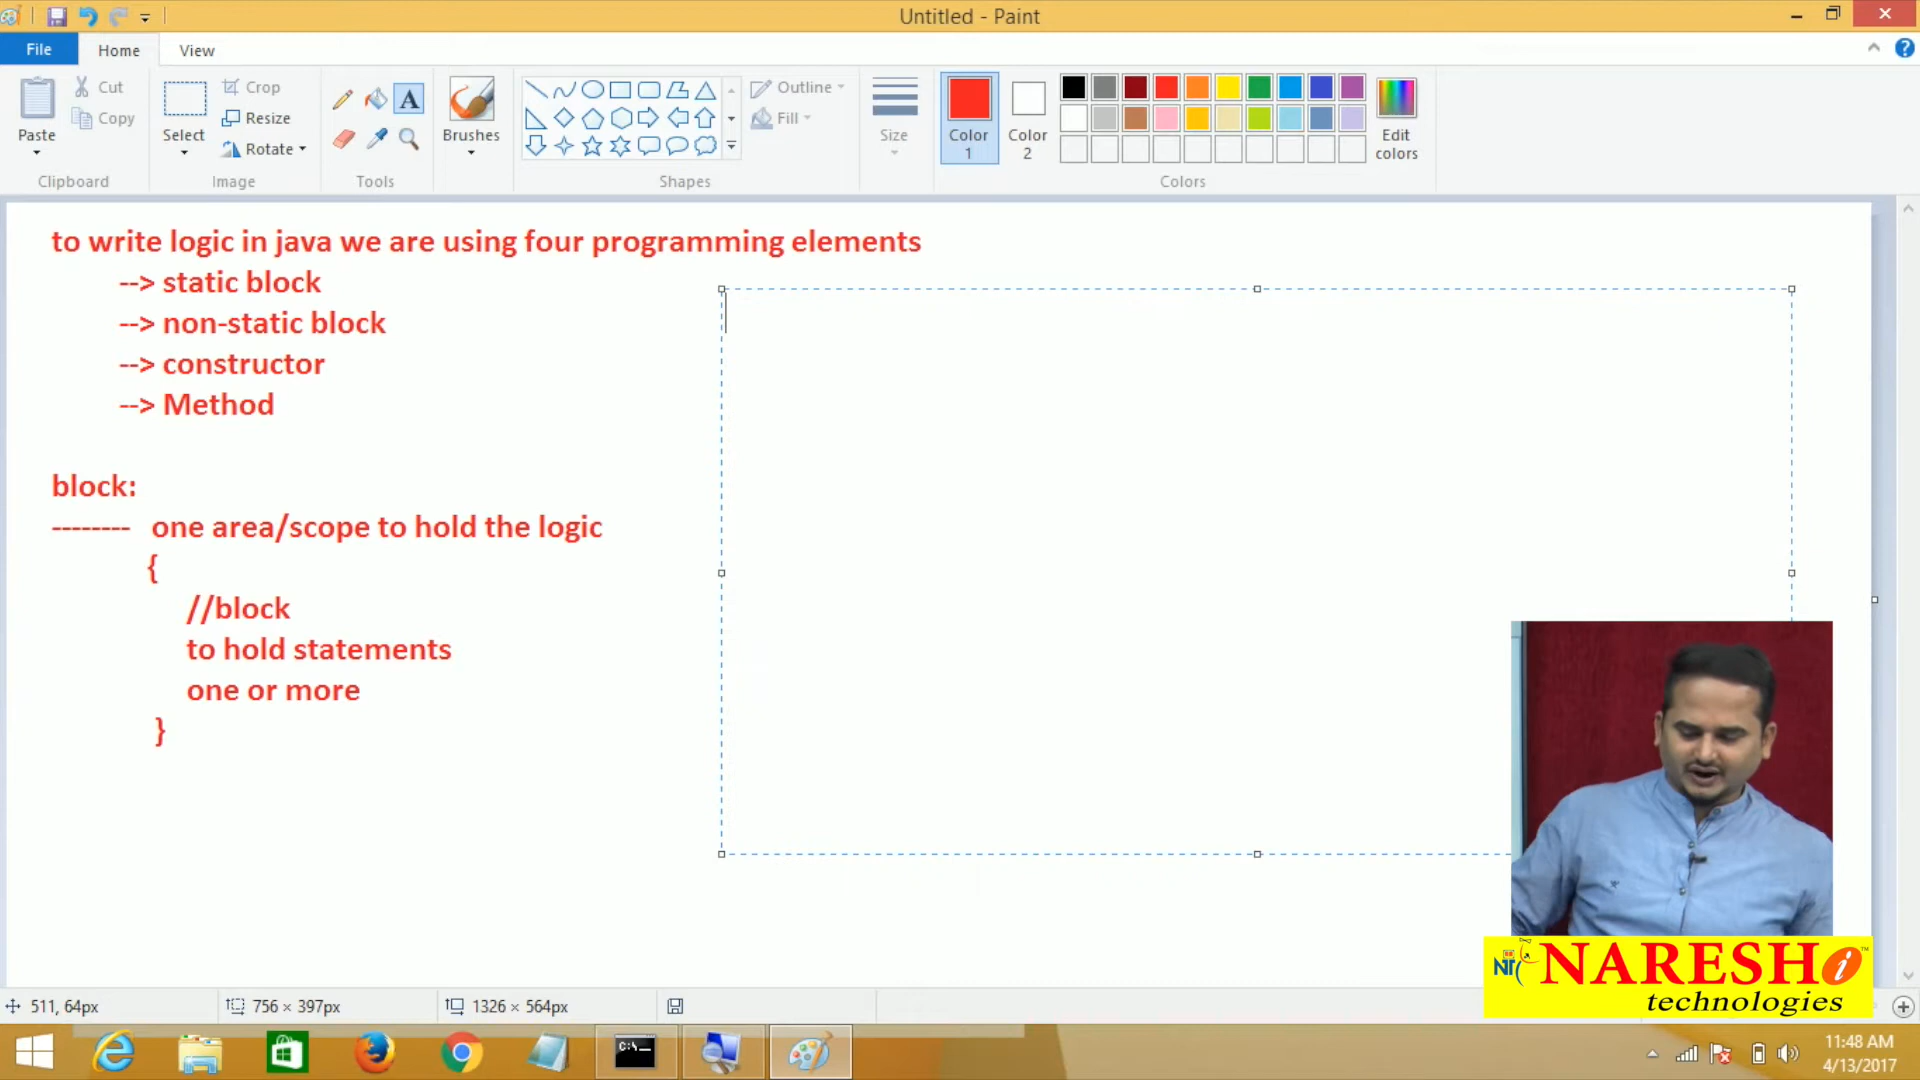 Untitled - Paint
File
Home
View
Paste
Cut
Copy
Clipboard
Select
Crop
Resize
Rotate
Image
A
Tools
Brushes
Shapes
Outline
Fill
Size
Color 1
Color 2
Edit colors
Colors
to write logic in java we are using four programming elements
--> static block
--> non-static block
--> constructor
--> Method
block:
-------- one area/scope to hold the logic
{
//block
to hold statements
one or more
}
NARESH i
technologies
511, 64px
756 × 397px
1326 × 564px
C:\_
11:48 AM
4/13/2017